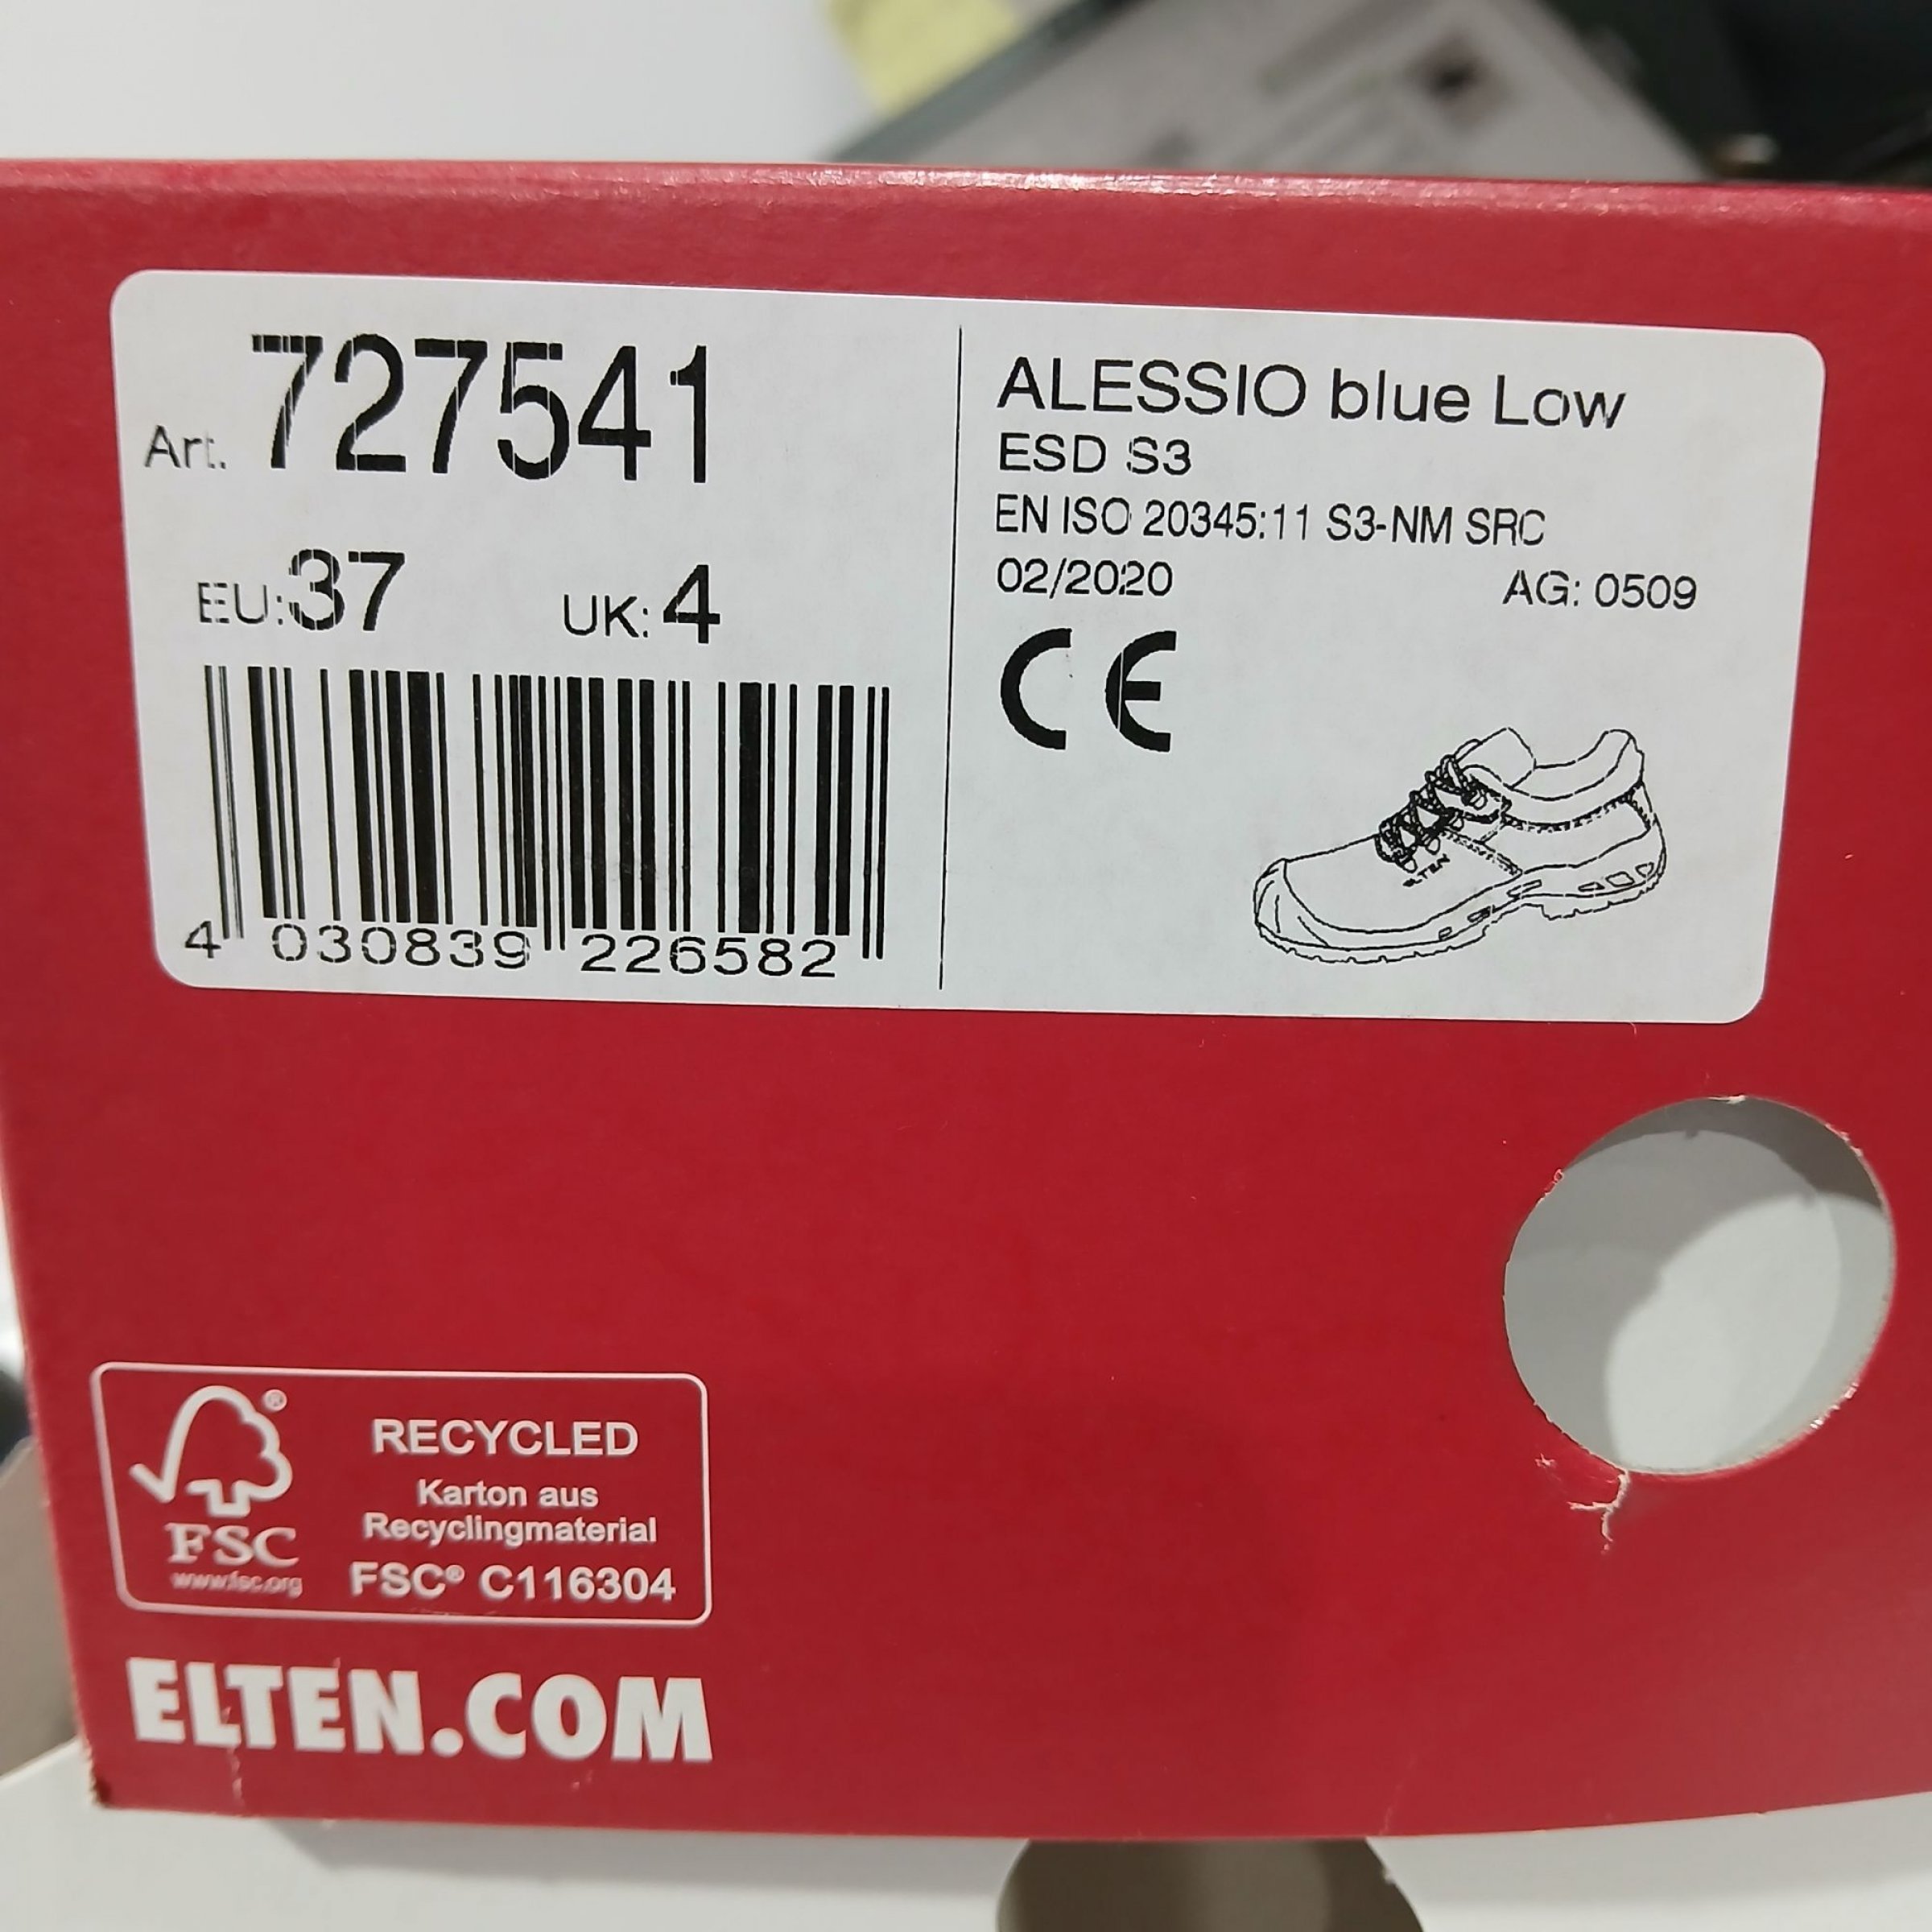 Art. 727541
EU:37 UK:4
4 030839 226582
ALESSIO blue Low
ESD S3
EN ISO 20345:11 S3-NM SRC
02/2020 AG: 0509
CE
ELTEN
®
RECYCLED
Karton aus
Recyclingmaterial
FSC® C116304
FSC
www.fsc.org
ELTEN.COM